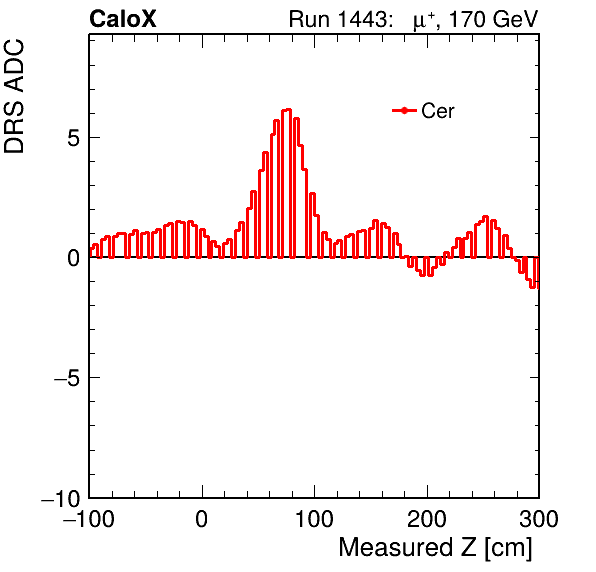 CaloX Run 1443: μ⁺, 170 GeV
DRS ADC
Cer
5
0
−5
−10
−100 0 100 200 300
Measured Z [cm]